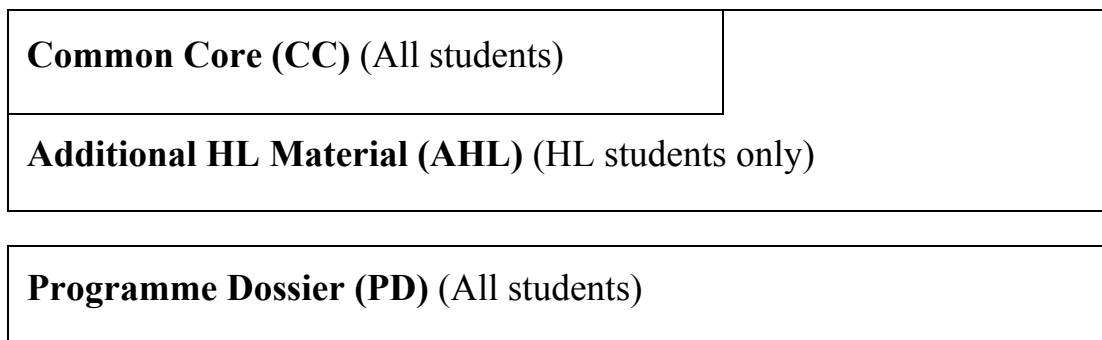 Common Core (CC) (All students)
Additional HL Material (AHL) (HL students only)
Programme Dossier (PD) (All students)